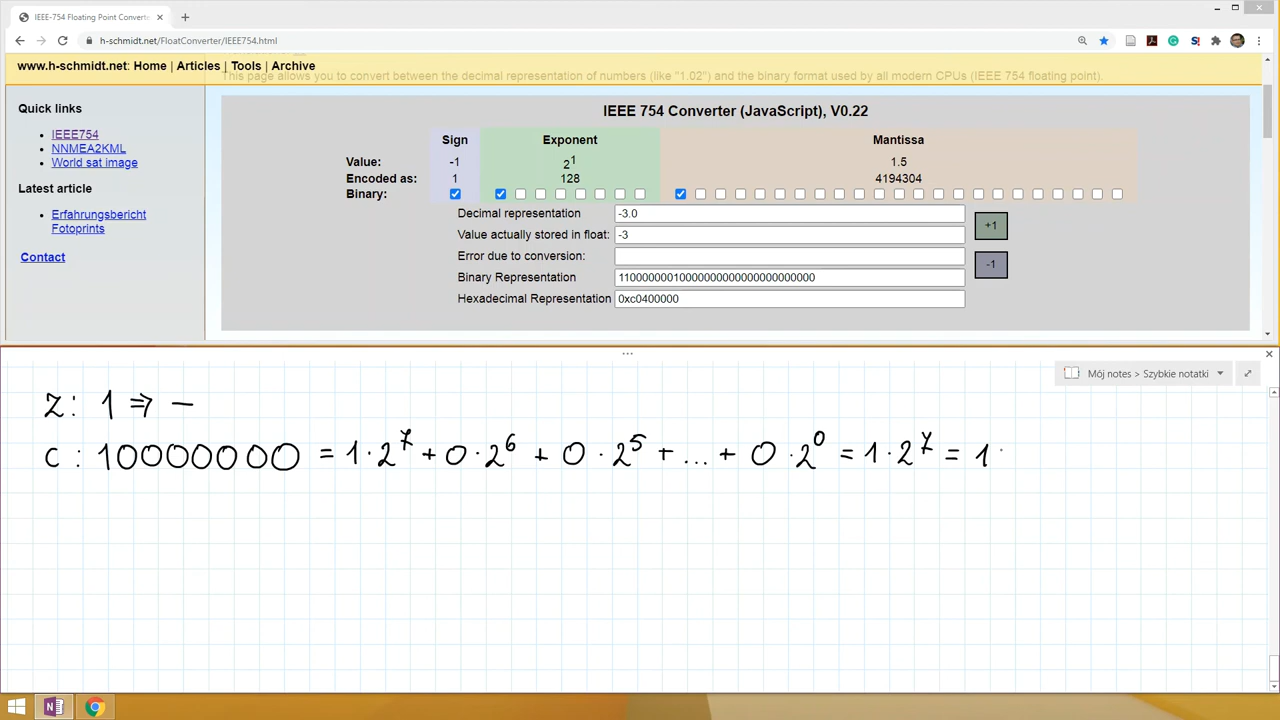 IEEE-754 Floating Point Converte
h-schmidt.net/FloatConverter/IEEE754.html
www.h-schmidt.net: Home | Articles | Tools | Archive
This page allows you to convert between the decimal representation of numbers (like "1.02") and the binary format used by all modern CPUs (IEEE 754 floating point).
Quick links
IEEE754
NNMEA2KML
World sat image
Latest article
Erfahrungsbericht
Fotoprints
Contact
IEEE 754 Converter (JavaScript), V0.22
Sign Exponent Mantissa
Value: -1 2^1 1.5
Encoded as: 1 128 4194304
Binary:
Decimal representation -3.0
Value actually stored in float: -3
Error due to conversion:
Binary Representation 11000000010000000000000000000000
Hexadecimal Representation 0xc0400000
+1
-1
Mój notes > Szybkie notatki
z: 1 ⇒ —
c: 10000000 = 1·2^7 + 0·2^6 + 0·2^5 + ... + 0·2^0 = 1·2^7 = 1